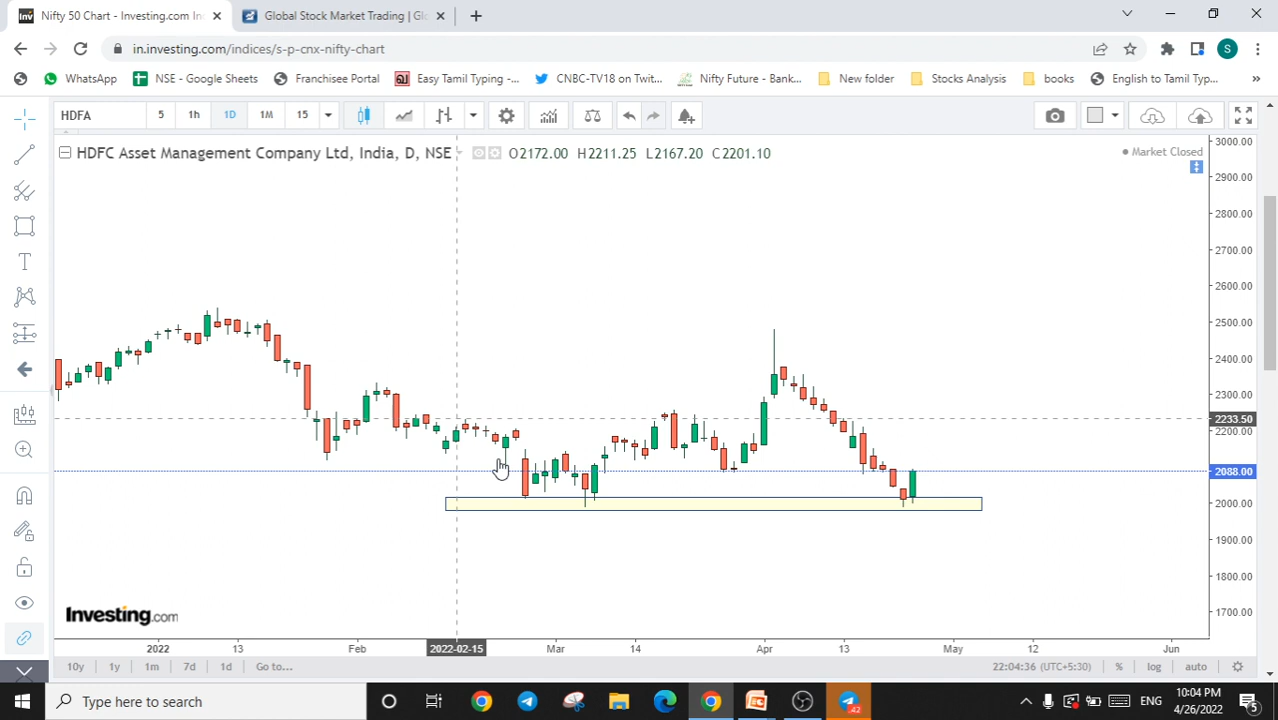 Nifty 50 Chart - Investing.com In
Global Stock Market Trading | Gl
in.investing.com/indices/s-p-cnx-nifty-chart
S
WhatsApp
NSE - Google Sheets
Franchisee Portal
Easy Tamil Typing -...
CNBC-TV18 on Twit...
Nifty Future - Bank...
New folder
Stocks Analysis
books
English to Tamil Typ...
HDFA 5 1h 1D 1M 15
HDFC Asset Management Company Ltd, India, D, NSE O2172.00 H2211.25 L2167.20 C2201.10
Market Closed
3000.00
2900.00
2800.00
2700.00
2600.00
2500.00
2400.00
2300.00
2233.50
2200.00
2088.00
2000.00
1900.00
1800.00
1700.00
Investing.com
2022 13 Feb 2022-02-15 Mar 14 Apr 13 May 12 Jun
10y 1y 1m 7d 1d Go to... 22:04:36 (UTC+5:30) % log auto
Type here to search
42
ENG
10:04 PM
4/26/2022
5